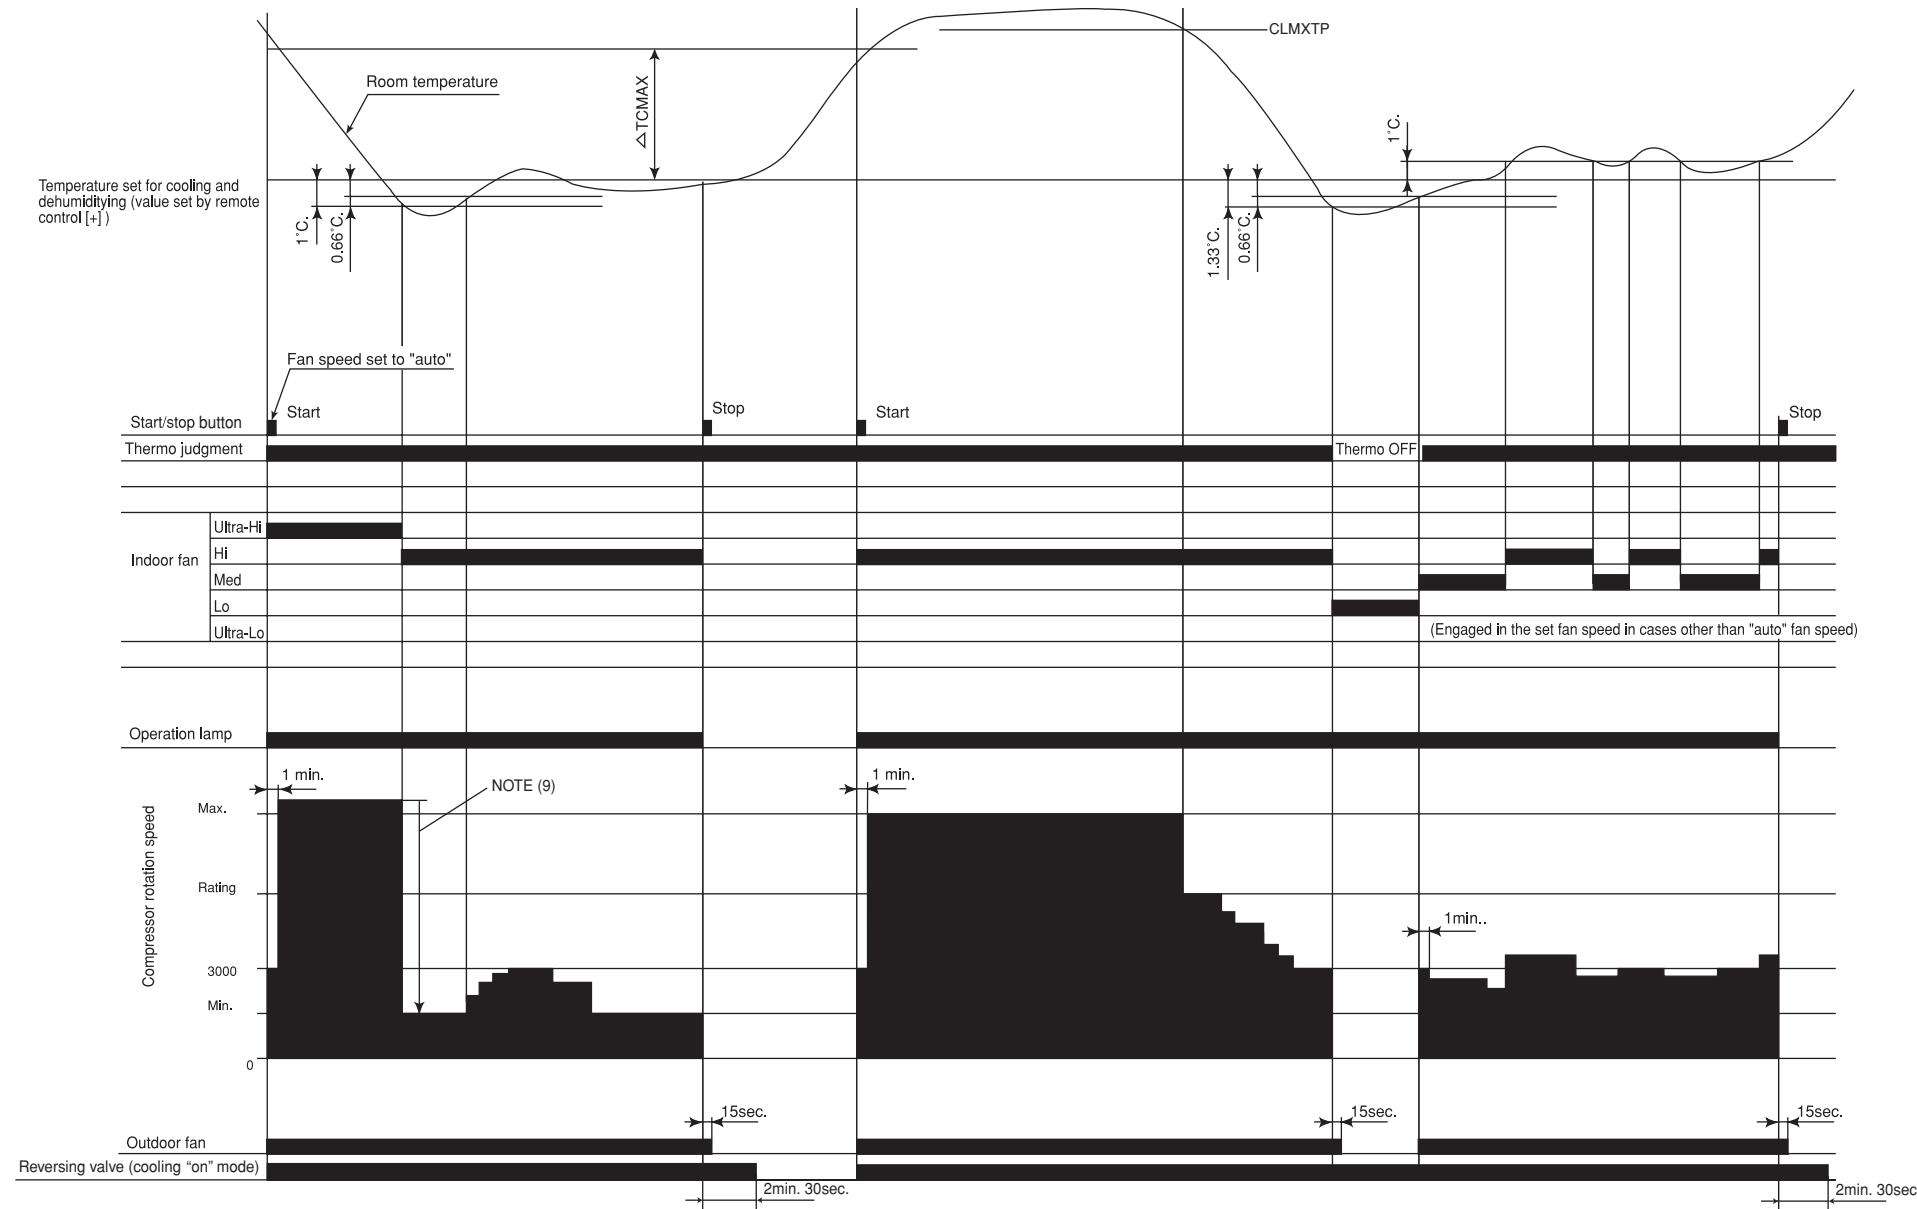 CLMXTP
Room temperature
△TCMAX
1°C.
Temperature set for cooling and
dehumiditying (value set by remote
control [+] )
1°C.
0.66°C.
1.33°C.
0.66°C.
Fan speed set to "auto"
Start/stop button
Start
Stop
Start
Stop
Thermo judgment
Thermo OFF
Indoor fan
Ultra-Hi
Hi
Med
Lo
Ultra-Lo
(Engaged in the set fan speed in cases other than "auto" fan speed)
Operation lamp
1 min.
NOTE (9)
1 min.
Compressor rotation speed
Max.
Rating
3000
Min.
0
1min..
15sec.
15sec.
15sec.
Outdoor fan
Reversing valve (cooling “on” mode)
2min. 30sec.
2min. 30sec